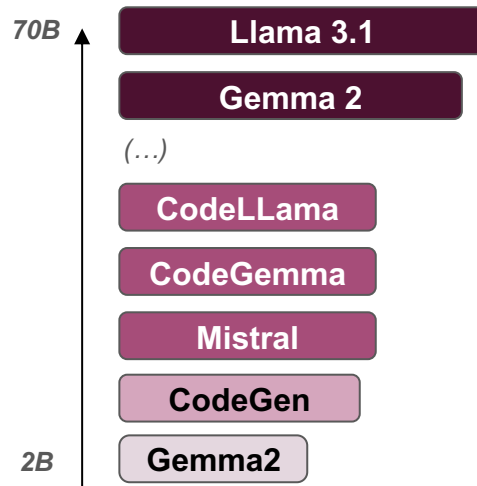 70B
Llama 3.1
Gemma 2
(...)
CodeLLama
CodeGemma
Mistral
CodeGen
2B
Gemma2